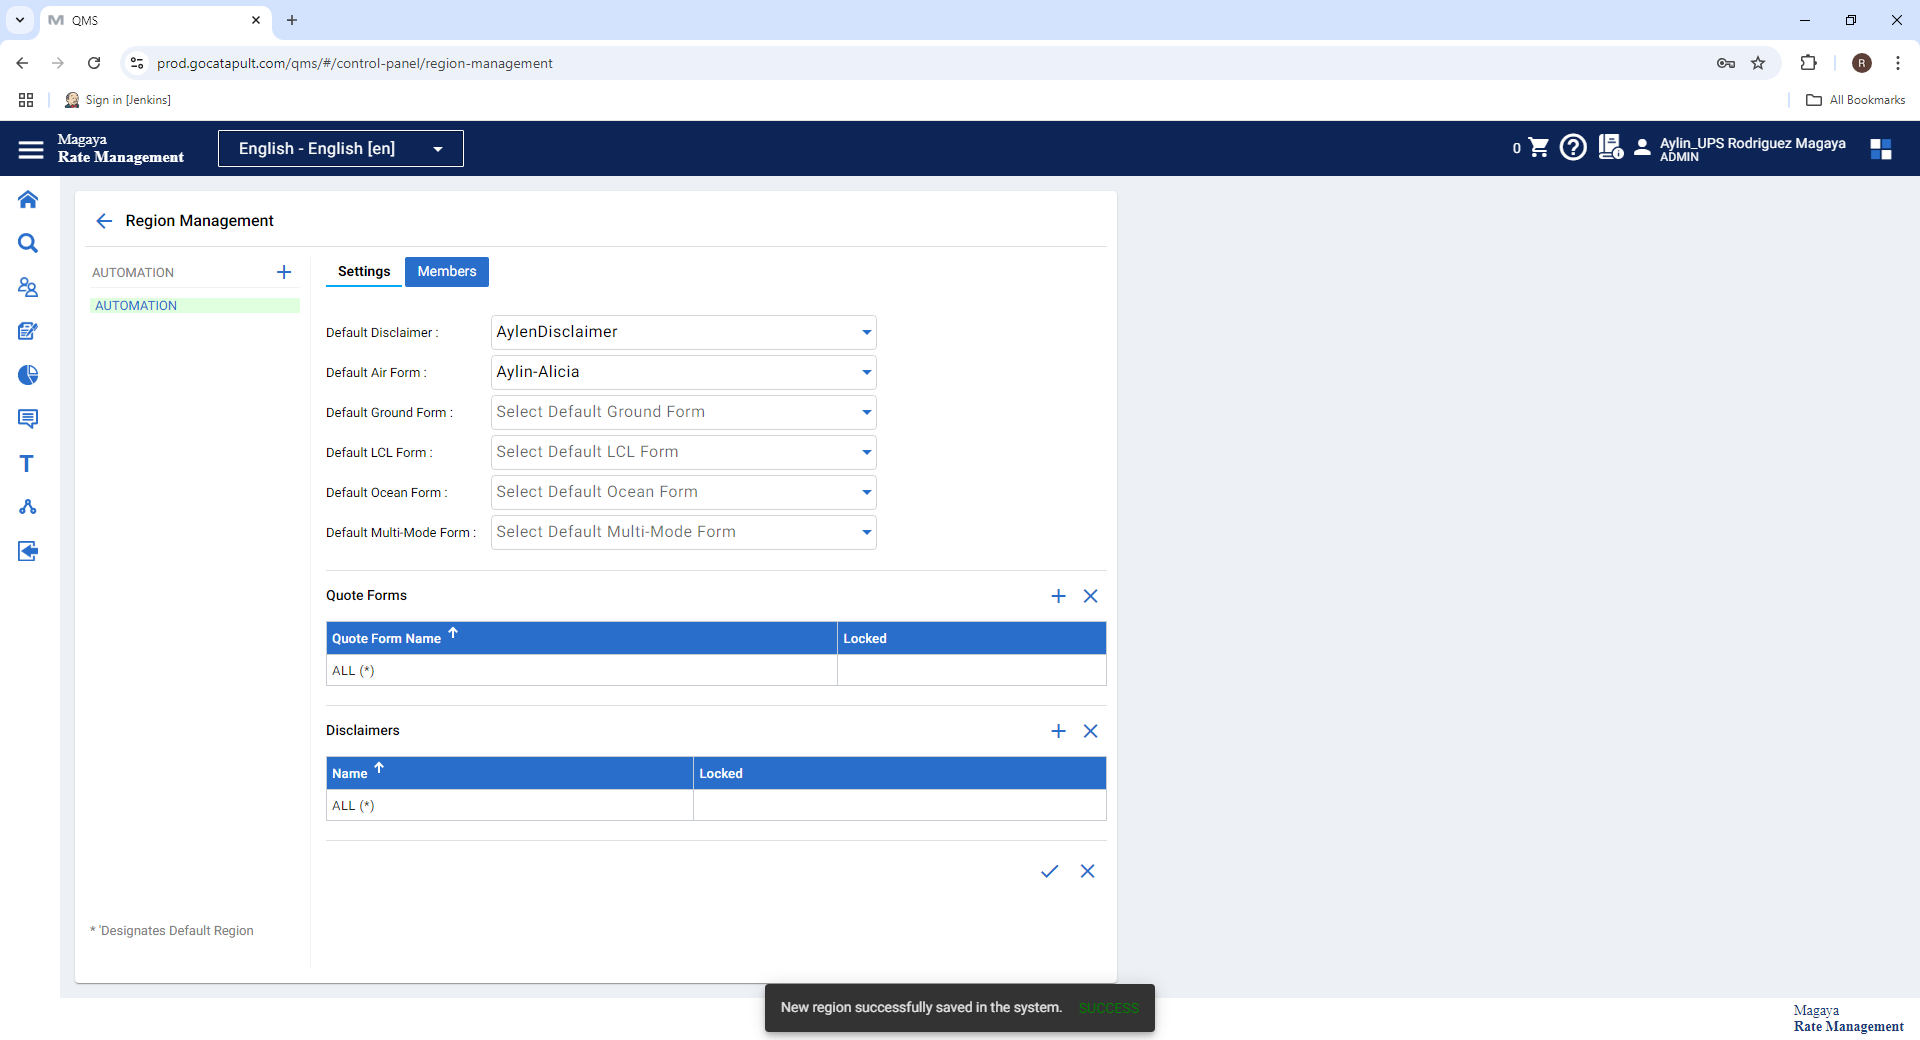 QMS
prod.gocatapult.com/qms/#/control-panel/region-management
R
Sign in [Jenkins]
All Bookmarks
Magaya
Rate Management
English - English [en]
0
Aylin_UPS Rodriguez Magaya
ADMIN
Region Management
AUTOMATION
Settings
Members
AUTOMATION
Default Disclaimer :
AylenDisclaimer
Default Air Form :
Aylin-Alicia
Default Ground Form :
Select Default Ground Form
Default LCL Form :
Select Default LCL Form
Default Ocean Form :
Select Default Ocean Form
Default Multi-Mode Form :
Select Default Multi-Mode Form
Quote Forms
Quote Form Name
Locked
ALL (*)
Disclaimers
Name
Locked
ALL (*)
* 'Designates Default Region
New region successfully saved in the system.
SUCCESS
Magaya
Rate Management